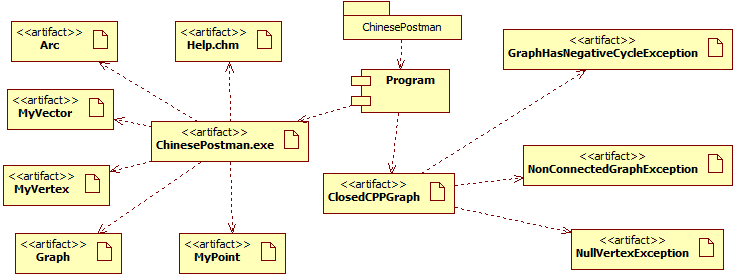 <<artifact>>
Arc
<<artifact>>
Help.chm
ChinesePostman
<<artifact>>
GraphHasNegativeCycleException
Program
<<artifact>>
MyVector
<<artifact>>
ChinesePostman.exe
<<artifact>>
NonConnectedGraphException
<<artifact>>
MyVertex
<<artifact>>
ClosedCPPGraph
<<artifact>>
Graph
<<artifact>>
MyPoint
<<artifact>>
NullVertexException